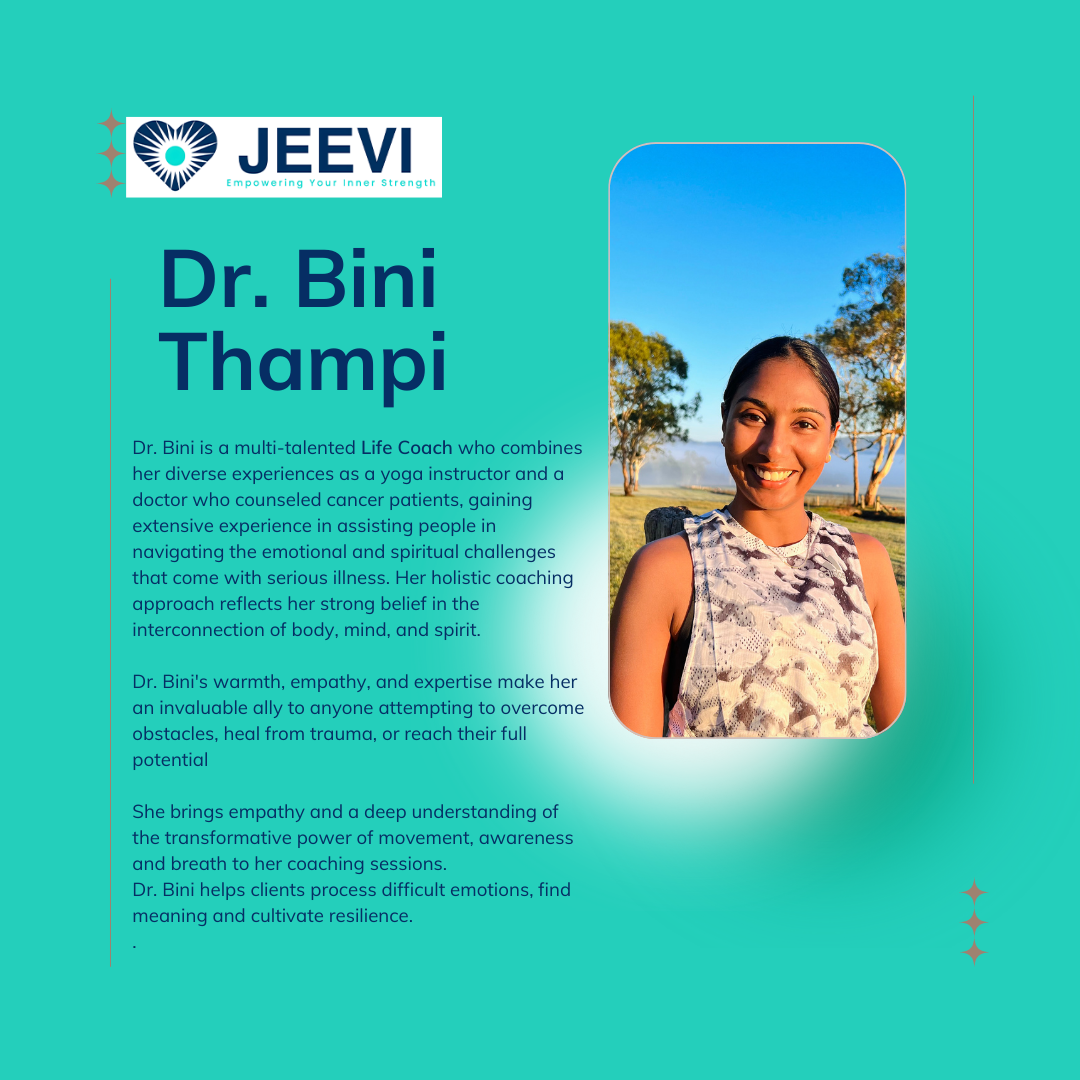 JEEVI
Empowering Your Inner Strength
Dr. Bini
Thampi
Dr. Bini is a multi-talented Life Coach who combines
her diverse experiences as a yoga instructor and a
doctor who counseled cancer patients, gaining
extensive experience in assisting people in
navigating the emotional and spiritual challenges
that come with serious illness. Her holistic coaching
approach reflects her strong belief in the
interconnection of body, mind, and spirit.
Dr. Bini's warmth, empathy, and expertise make her
an invaluable ally to anyone attempting to overcome
obstacles, heal from trauma, or reach their full
potential
She brings empathy and a deep understanding of
the transformative power of movement, awareness
and breath to her coaching sessions.
Dr. Bini helps clients process difficult emotions, find
meaning and cultivate resilience.
.